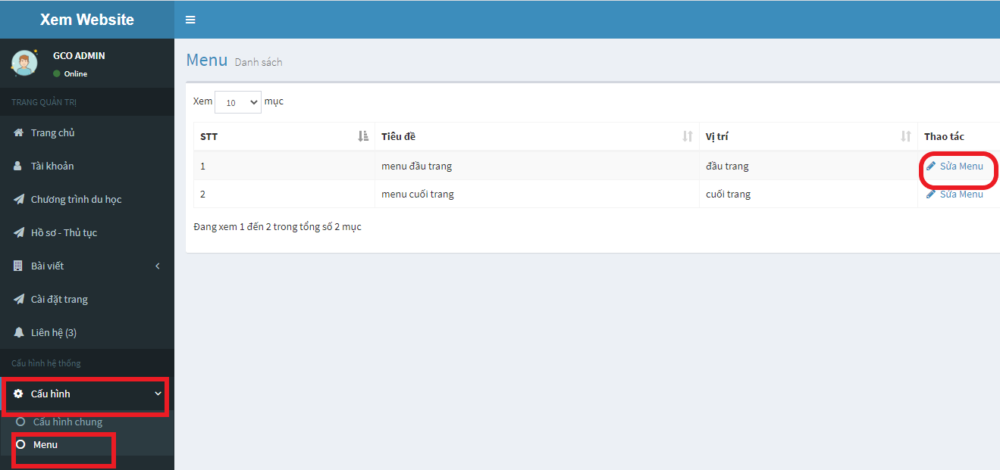 Xem Website
GCO ADMIN
Online
TRANG QUẢN TRỊ
Trang chủ
Tài khoản
Chương trình du học
Hồ sơ - Thủ tục
Bài viết
Cài đặt trang
Liên hệ (3)
Cấu hình hệ thống
Cấu hình
Cấu hình chung
Menu
Menu Danh sách
Xem 10 mục
STT Tiêu đề Vị trí Thao tác
1 menu đầu trang đầu trang Sửa Menu
2 menu cuối trang cuối trang Sửa Menu
Đang xem 1 đến 2 trong tổng số 2 mục